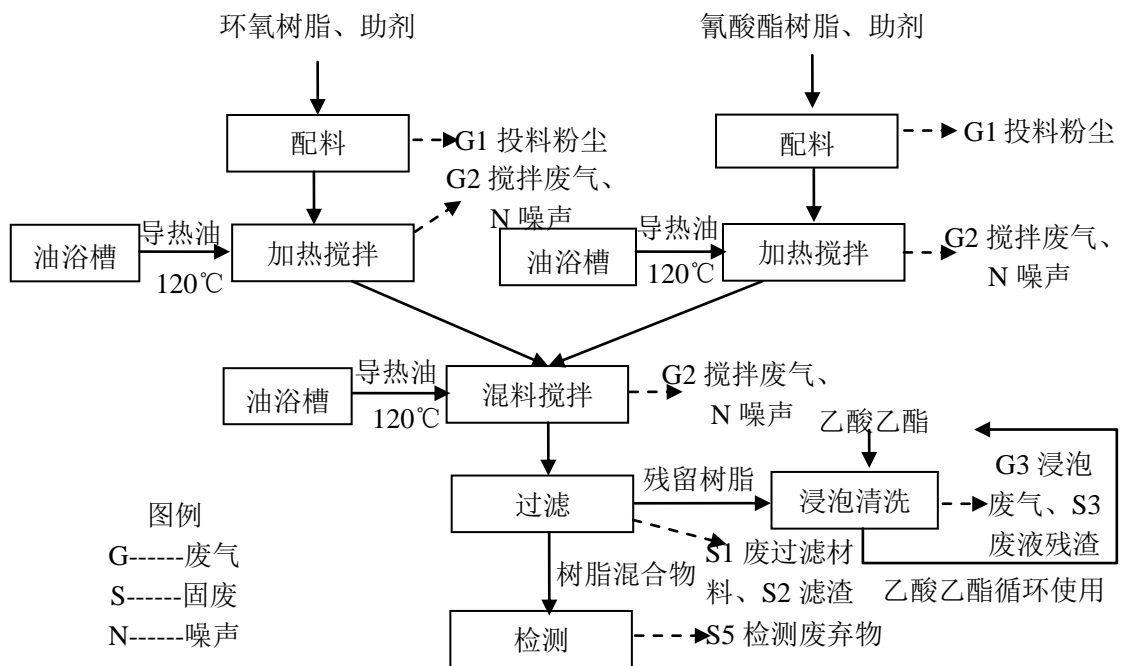 环氧树脂、助剂
氰酸酯树脂、助剂
配料
G1 投料粉尘
配料
G1 投料粉尘
G2 搅拌废气、
N 噪声
油浴槽
导热油
120℃
加热搅拌
油浴槽
导热油
120℃
加热搅拌
G2 搅拌废气、
N 噪声
油浴槽
导热油
120℃
混料搅拌
G2 搅拌废气、
N 噪声
乙酸乙酯
过滤
残留树脂
浸泡清洗
G3 浸泡
废气、S3
废液残渣
图例
G------废气
S------固废
N------噪声
S1 废过滤材
料、S2 滤渣
树脂混合物
乙酸乙酯循环使用
检测
S5 检测废弃物